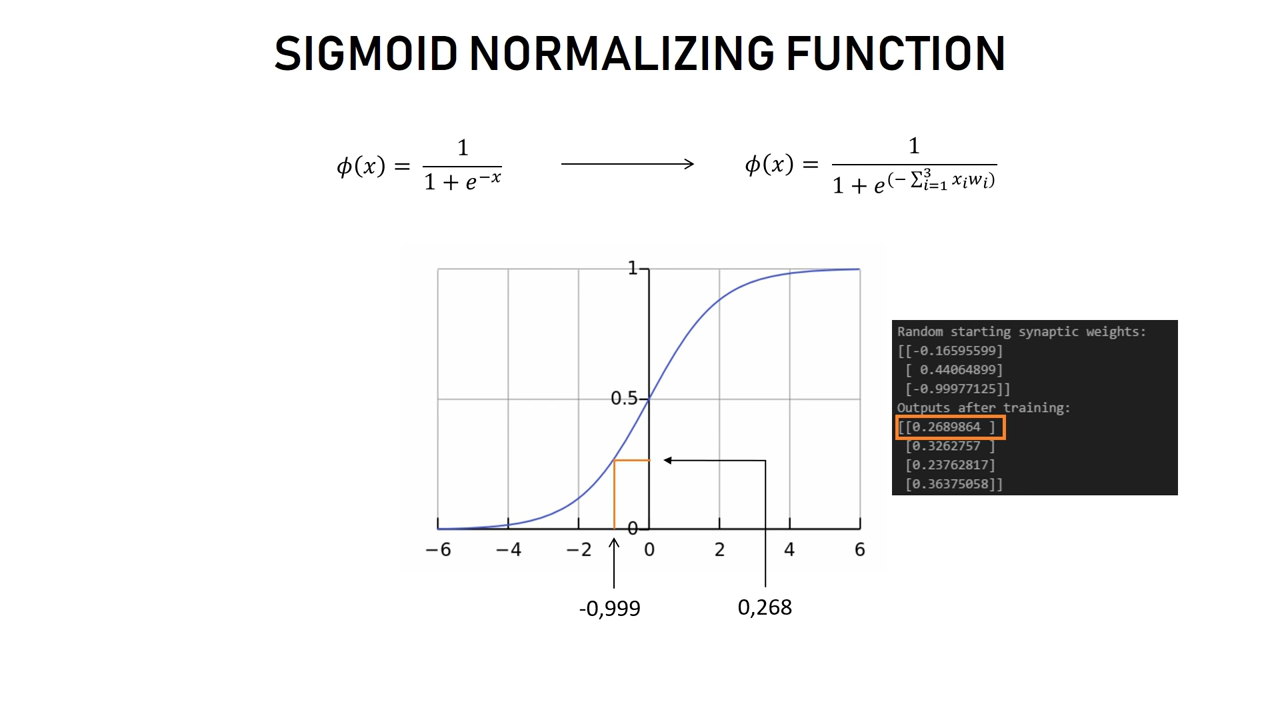 SIGMOID NORMALIZING FUNCTION
ϕ(x) = 1 / (1 + e^{−x}) ⟶ ϕ(x) = 1 / (1 + e^{(−∑_{i=1}^{3} x_i w_i)})
1
0.5
0
−6 −4 −2 0 2 4 6
-0,999 0,268
Random starting synaptic weights:
[[-0.16595599]
[ 0.44064899]
[-0.99977125]]
Outputs after training:
[[0.2689864 ]
[0.3262757 ]
[0.23762817]
[0.36375058]]